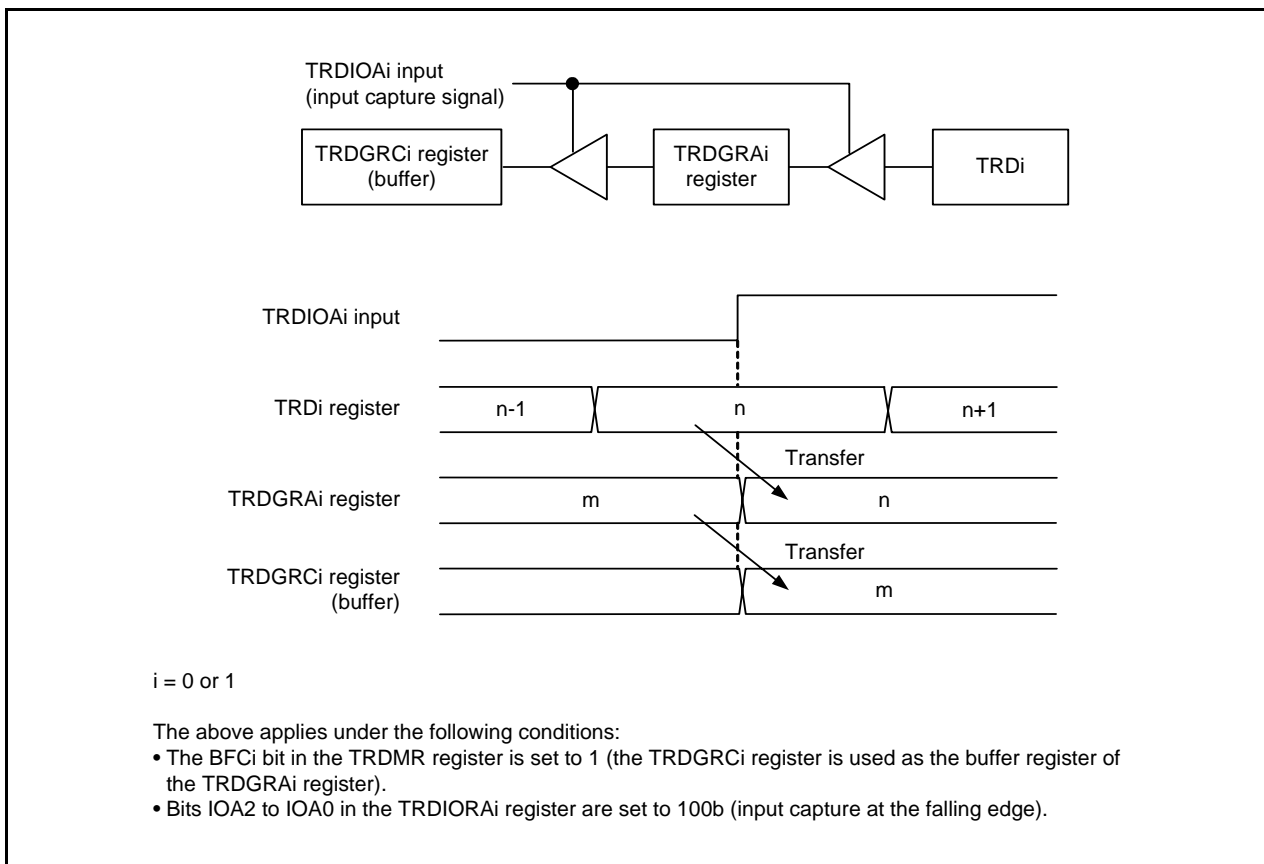 TRDIOAi input
(input capture signal)
TRDGRCi register
(buffer)
TRDGRAi
register
TRDi
TRDIOAi input
TRDi register
n-1
n
n+1
Transfer
TRDGRAi register
m
n
Transfer
TRDGRCi register
(buffer)
m
i = 0 or 1
The above applies under the following conditions:
• The BFCi bit in the TRDMR register is set to 1 (the TRDGRCi register is used as the buffer register of
the TRDGRAi register).
• Bits IOA2 to IOA0 in the TRDIORAi register are set to 100b (input capture at the falling edge).